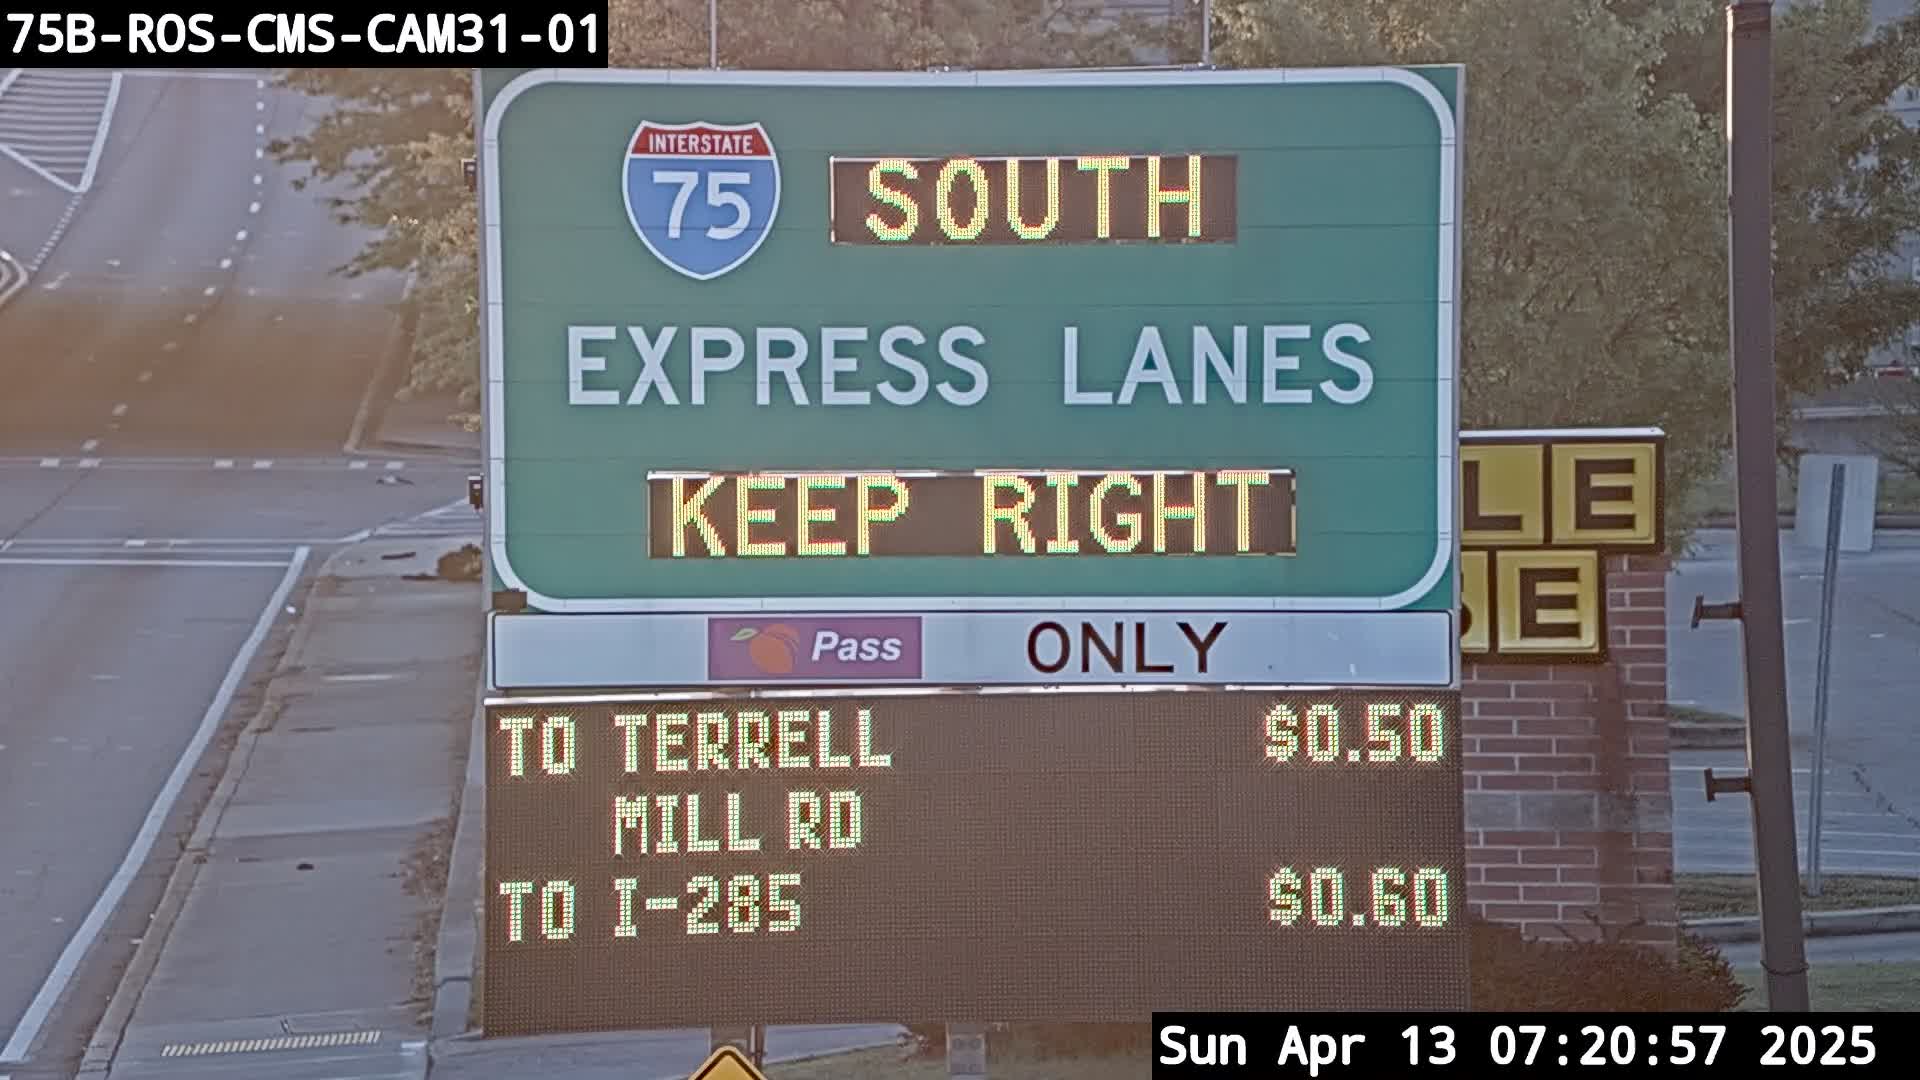 75B-ROS-CMS-CAM31-01
INTERSTATE
75
SOUTH
EXPRESS LANES
KEEP RIGHT
Pass ONLY
TO TERRELL $0.50
MILL RD
TO I-285 $0.60
LE
E
Sun Apr 13 07:20:57 2025